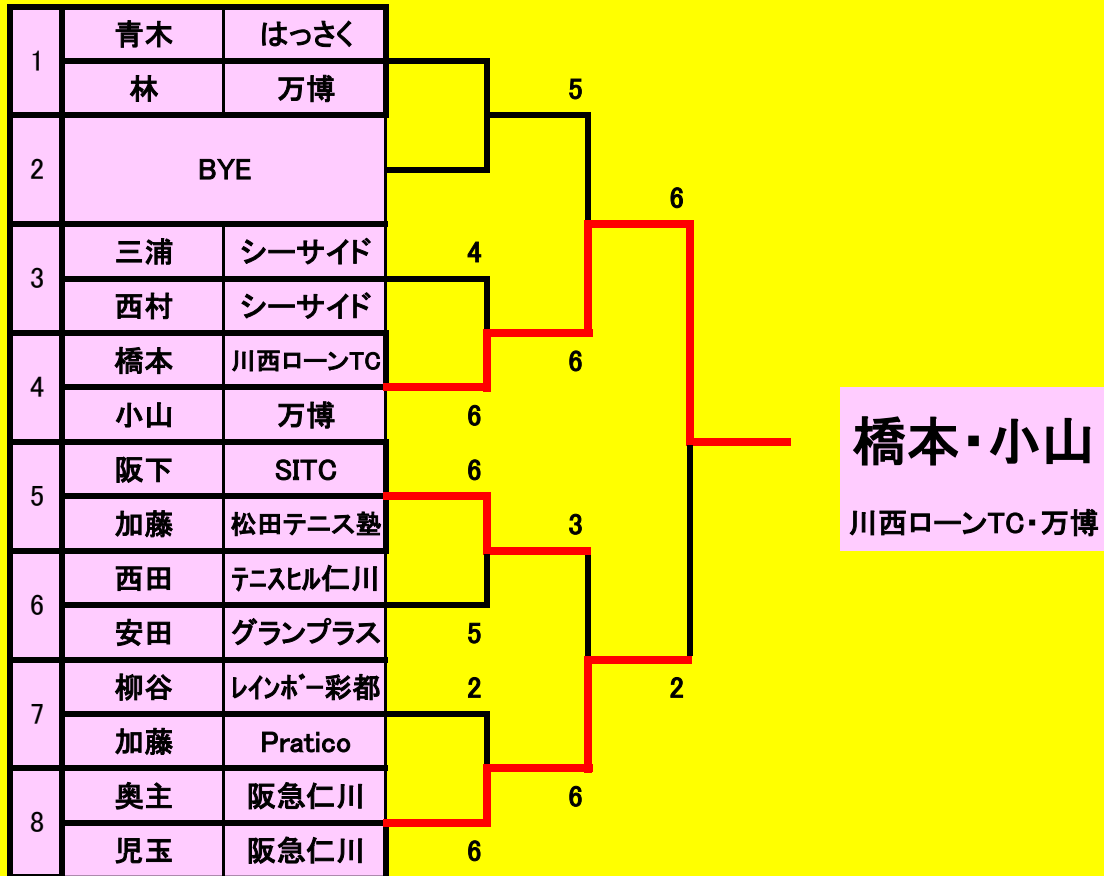 1
青木 はっさく
林 万博
5
2
BYE
6
3
三浦 シーサイド
4
西村 シーサイド
4
橋本 川西ローンTC
6
小山 万博
6
橋本・小山
川西ローンTC・万博
5
阪下 SITC
6
加藤 松田テニス塾
3
6
西田 テニスヒル仁川
安田 グランプラス
5
7
柳谷 レインボー彩都
2
2
加藤 Pratico
8
奥主 阪急仁川
6
児玉 阪急仁川
6